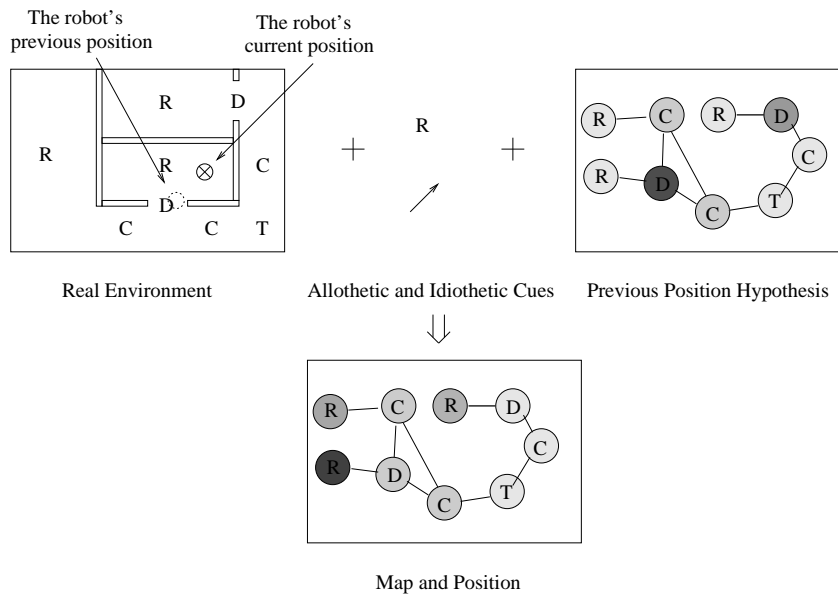 The robot's
previous position
The robot's
current position
R
D
R
R
C
D
C
C
T
R
R
C
R
D
C
R
D
C
T
Real Environment
Allothetic and Idiothetic Cues
Previous Position Hypothesis
R
C
R
D
C
R
D
C
T
Map and Position